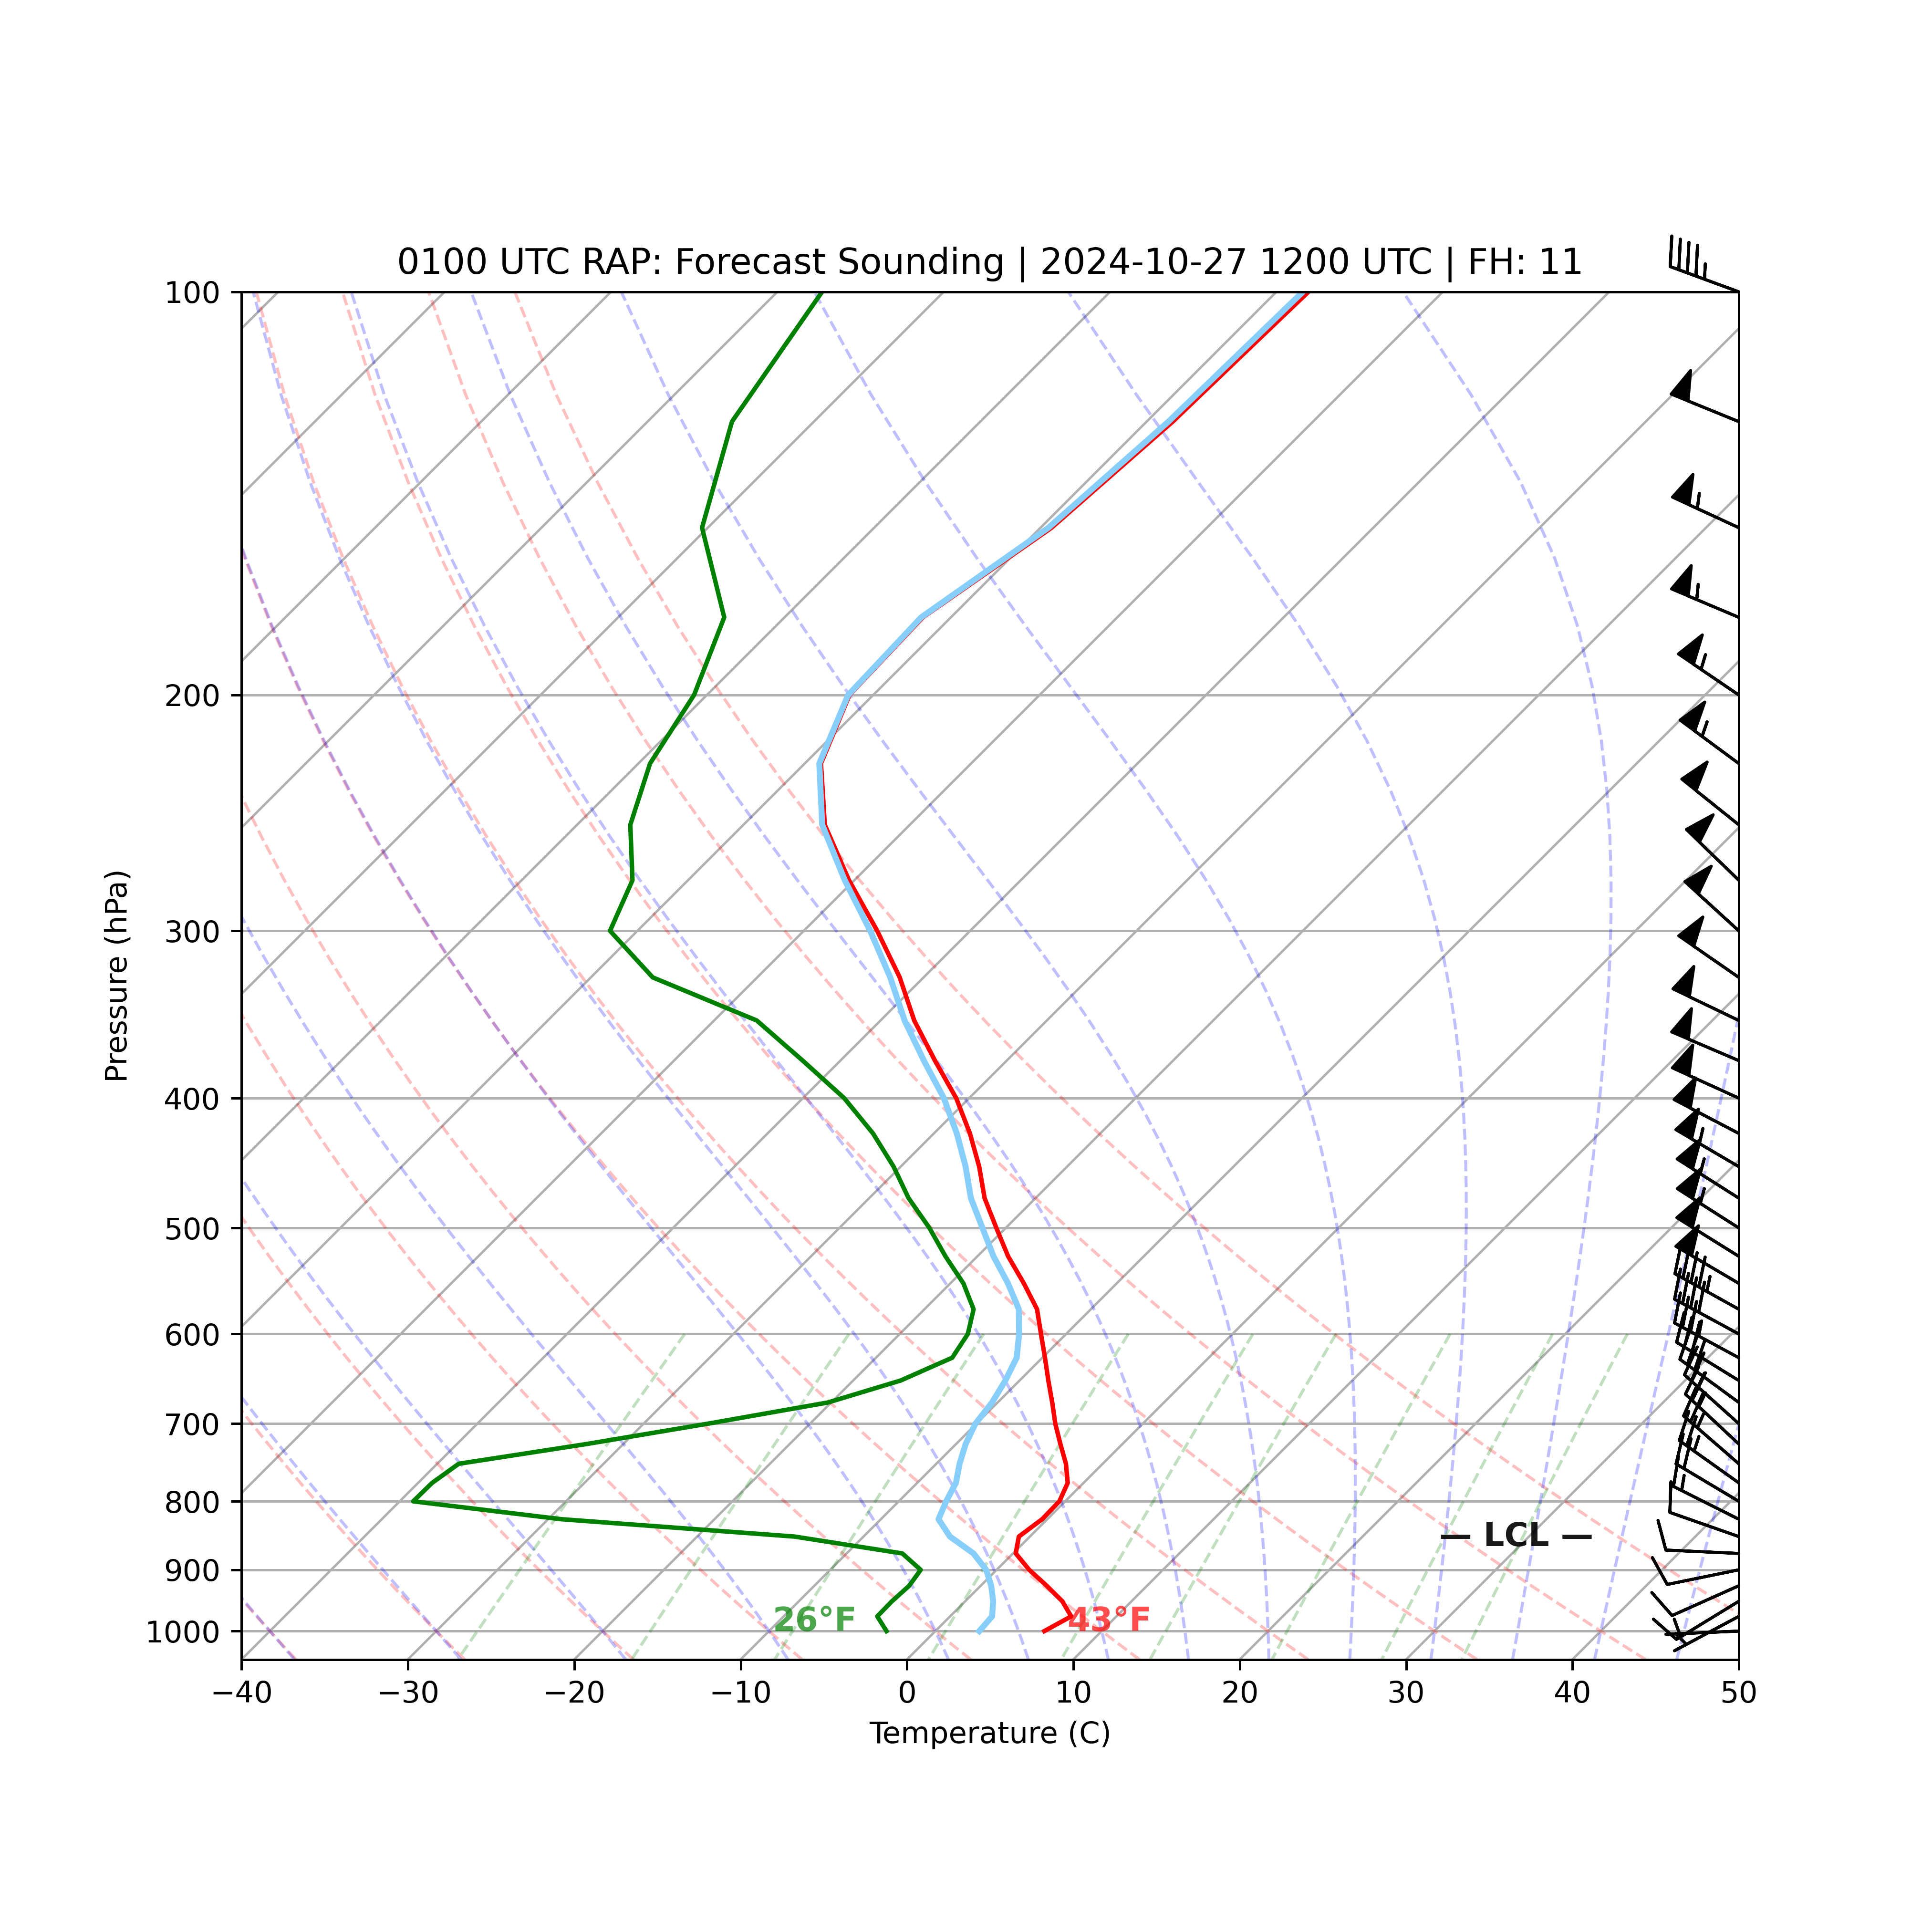 0100 UTC RAP: Forecast Sounding | 2024-10-27 1200 UTC | FH: 11
100
200
300
400
500
600
700
800
900
1000
Pressure (hPa)
— LCL —
26°F
43°F
−40 −30 −20 −10 0 10 20 30 40 50
Temperature (C)